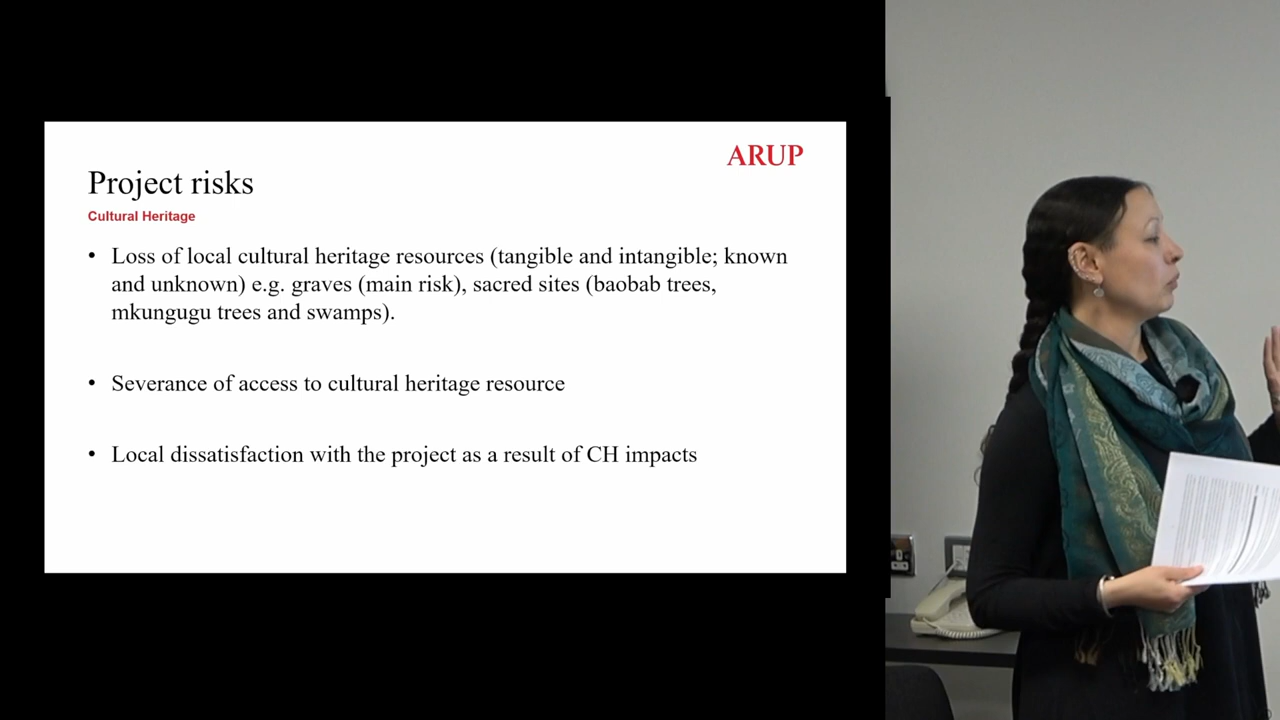 ARUP
Project risks
Cultural Heritage
• Loss of local cultural heritage resources (tangible and intangible; known
and unknown) e.g. graves (main risk), sacred sites (baobab trees,
mkungugu trees and swamps).
• Severance of access to cultural heritage resource
• Local dissatisfaction with the project as a result of CH impacts